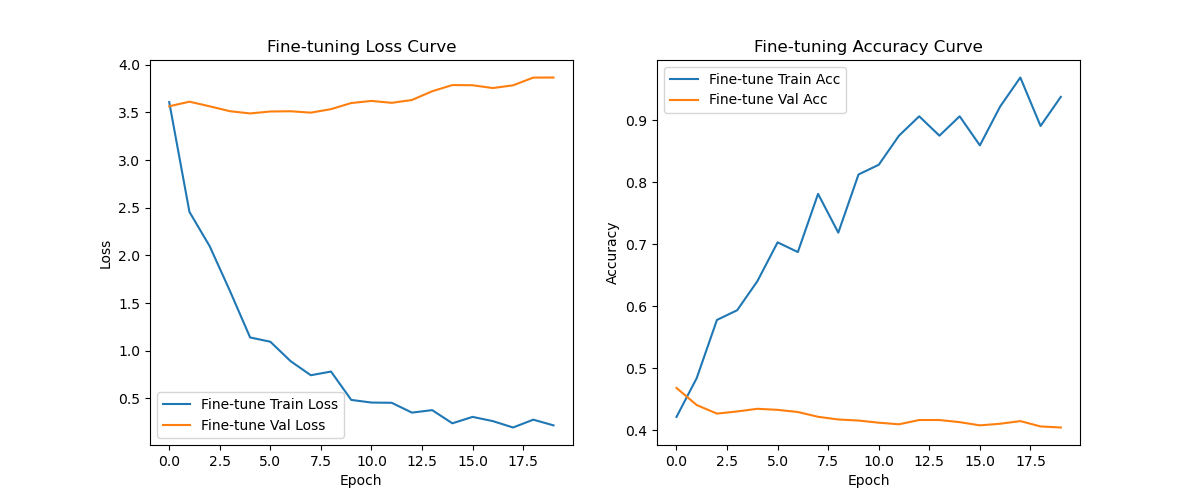 Fine-tuning Loss Curve
4.0
3.5
3.0
2.5
2.0
1.5
1.0
0.5
Loss
Fine-tune Train Loss
Fine-tune Val Loss
0.0 2.5 5.0 7.5 10.0 12.5 15.0 17.5
Epoch
Fine-tuning Accuracy Curve
Fine-tune Train Acc
Fine-tune Val Acc
0.9
0.8
0.7
0.6
0.5
0.4
Accuracy
0.0 2.5 5.0 7.5 10.0 12.5 15.0 17.5
Epoch